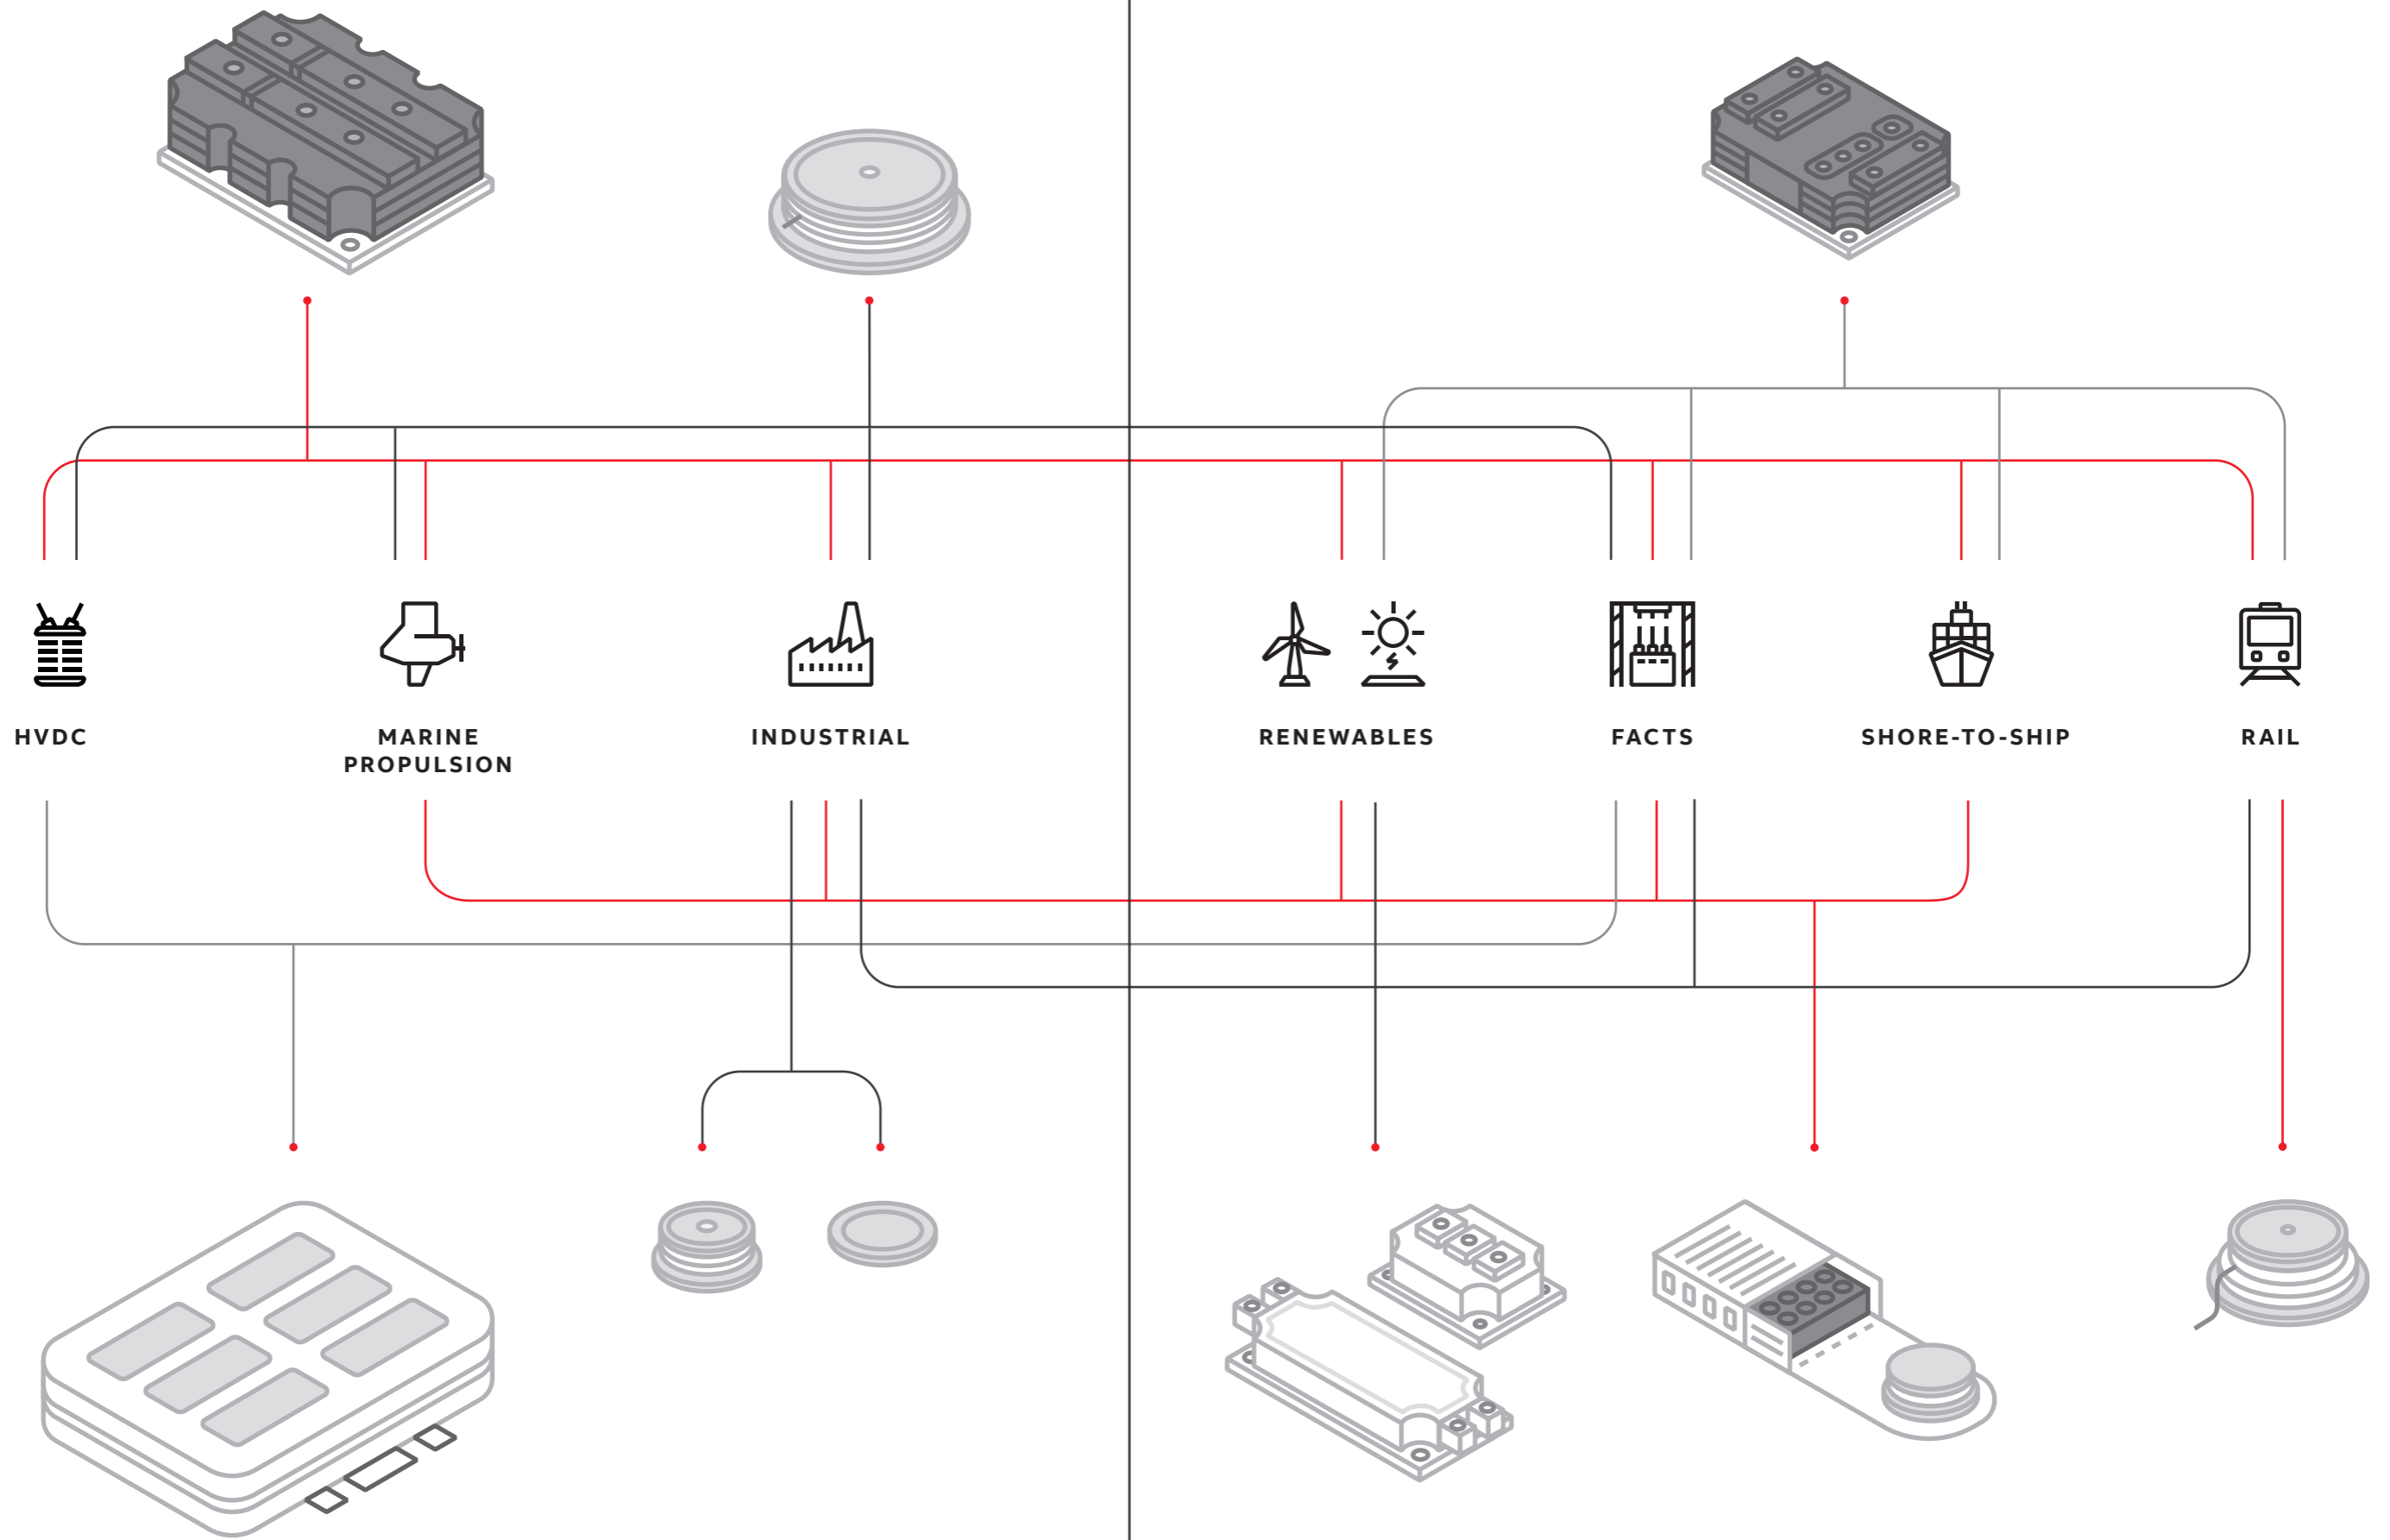 HVDC
MARINE
PROPULSION
INDUSTRIAL
RENEWABLES
FACTS
SHORE-TO-SHIP
RAIL